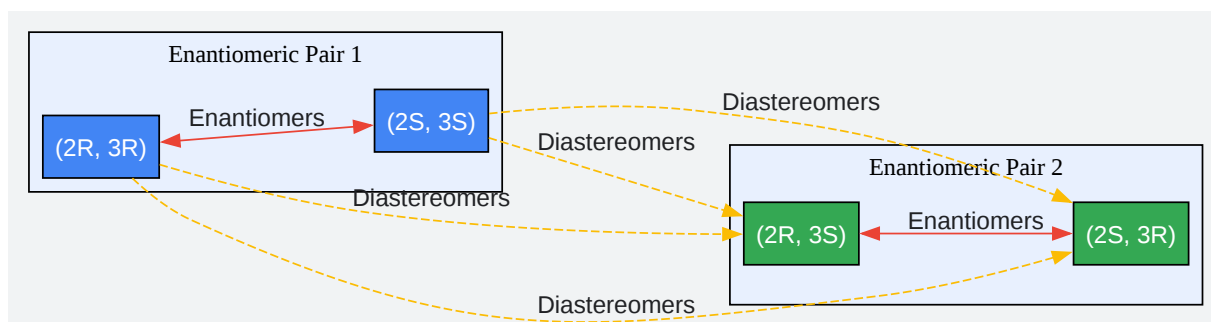 Enantiomeric Pair 1
Enantiomers
(2R, 3R)
(2S, 3S)
Diastereomers
Diastereomers
Diastereomers
Enantiomeric Pair 2
Enantiomers
(2R, 3S)
(2S, 3R)
Diastereomers